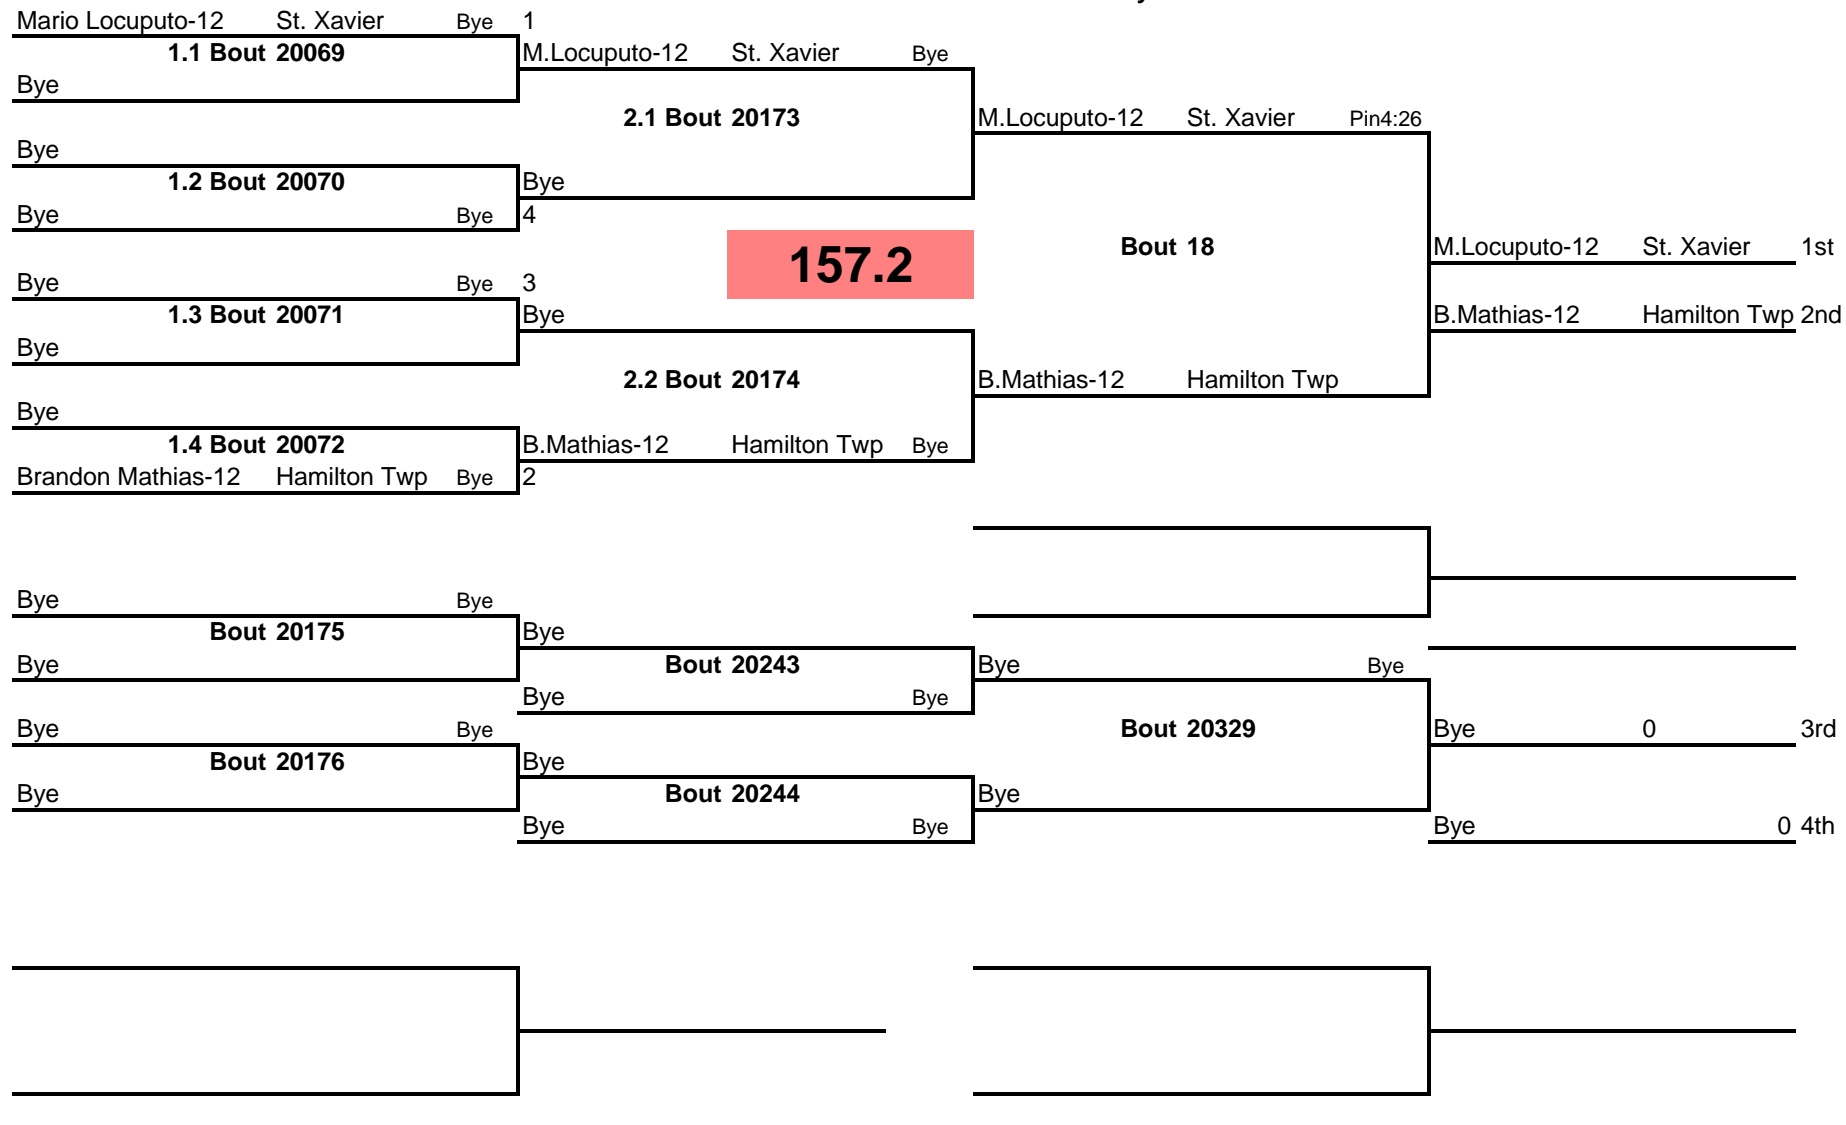 Mario Locuputo-12 St. Xavier Bye 1
1.1 Bout 20069 M.Locuputo-12 St. Xavier Bye
Bye
2.1 Bout 20173 M.Locuputo-12 St. Xavier Pin4:26
Bye
1.2 Bout 20070 Bye
Bye Bye 4
157.2 Bout 18 M.Locuputo-12 St. Xavier 1st
Bye Bye 3
1.3 Bout 20071 Bye B.Mathias-12 Hamilton Twp 2nd
Bye
2.2 Bout 20174 B.Mathias-12 Hamilton Twp
Bye
1.4 Bout 20072 B.Mathias-12 Hamilton Twp Bye
Brandon Mathias-12 Hamilton Twp Bye 2
Bye Bye
Bout 20175 Bye
Bye Bout 20243 Bye Bye
Bye Bye
Bye Bye Bout 20329 Bye 0 3rd
Bout 20176 Bye
Bye Bout 20244 Bye
Bye Bye Bye 0 4th